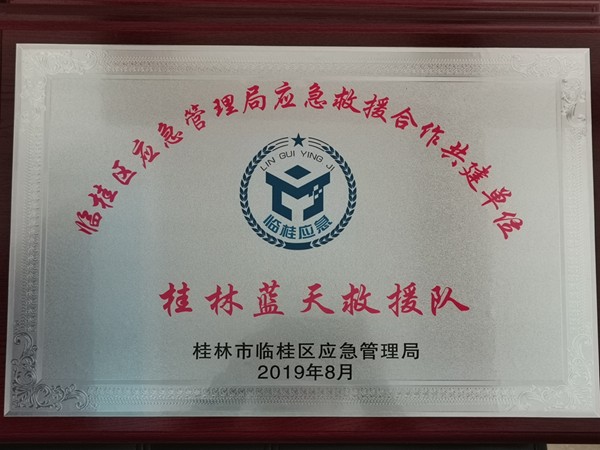 临桂区应急管理局应急救援合作共建单位
LIN GUI YING JI
临桂应急
桂林蓝天救援队
桂林市临桂区应急管理局
2019年8月